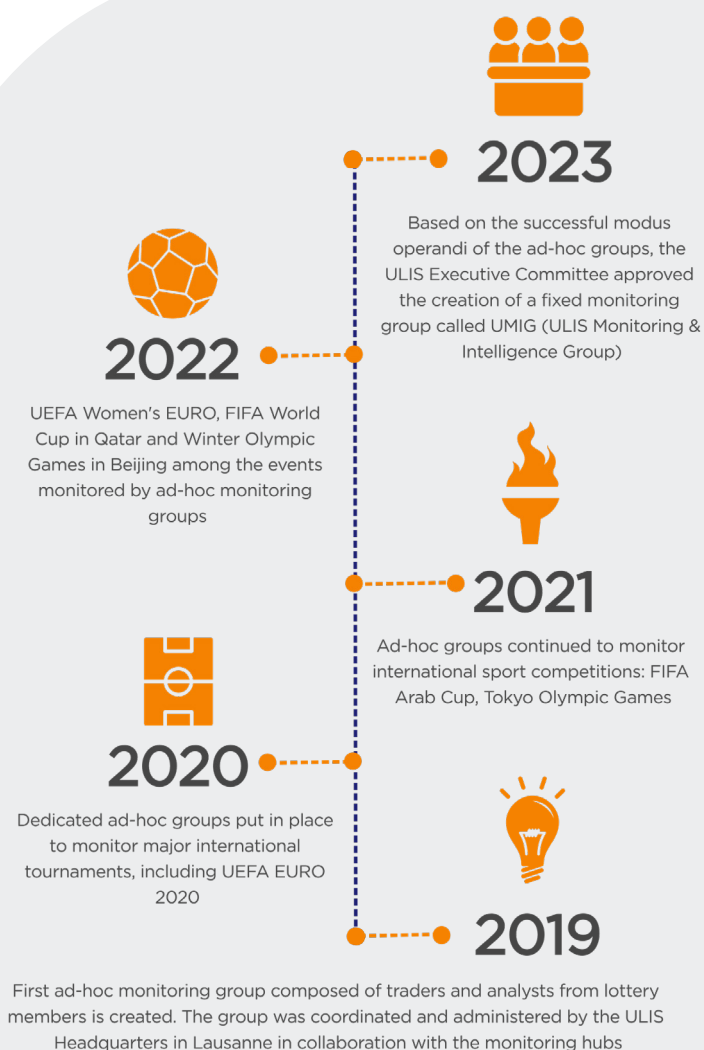 2023
Based on the successful modus
operandi of the ad-hoc groups, the
ULIS Executive Committee approved
the creation of a fixed monitoring
group called UMIG (ULIS Monitoring &
Intelligence Group)
2022
UEFA Women's EURO, FIFA World
Cup in Qatar and Winter Olympic
Games in Beijing among the events
monitored by ad-hoc monitoring
groups
2021
Ad-hoc groups continued to monitor
international sport competitions: FIFA
Arab Cup, Tokyo Olympic Games
2020
Dedicated ad-hoc groups put in place
to monitor major international
tournaments, including UEFA EURO
2020
2019
First ad-hoc monitoring group composed of traders and analysts from lottery
members is created. The group was coordinated and administered by the ULIS
Headquarters in Lausanne in collaboration with the monitoring hubs